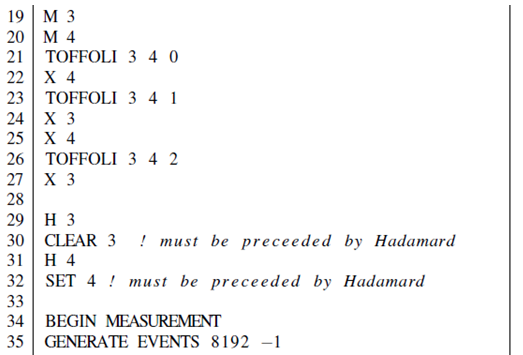 19 M 3
20 M 4
21 TOFFOLI 3 4 0
22 X 4
23 TOFFOLI 3 4 1
24 X 3
25 X 4
26 TOFFOLI 3 4 2
27 X 3
28
29 H 3
30 CLEAR 3 ! must be preceeded by Hadamard
31 H 4
32 SET 4 ! must be preceeded by Hadamard
33
34 BEGIN MEASUREMENT
35 GENERATE EVENTS 8192 −1